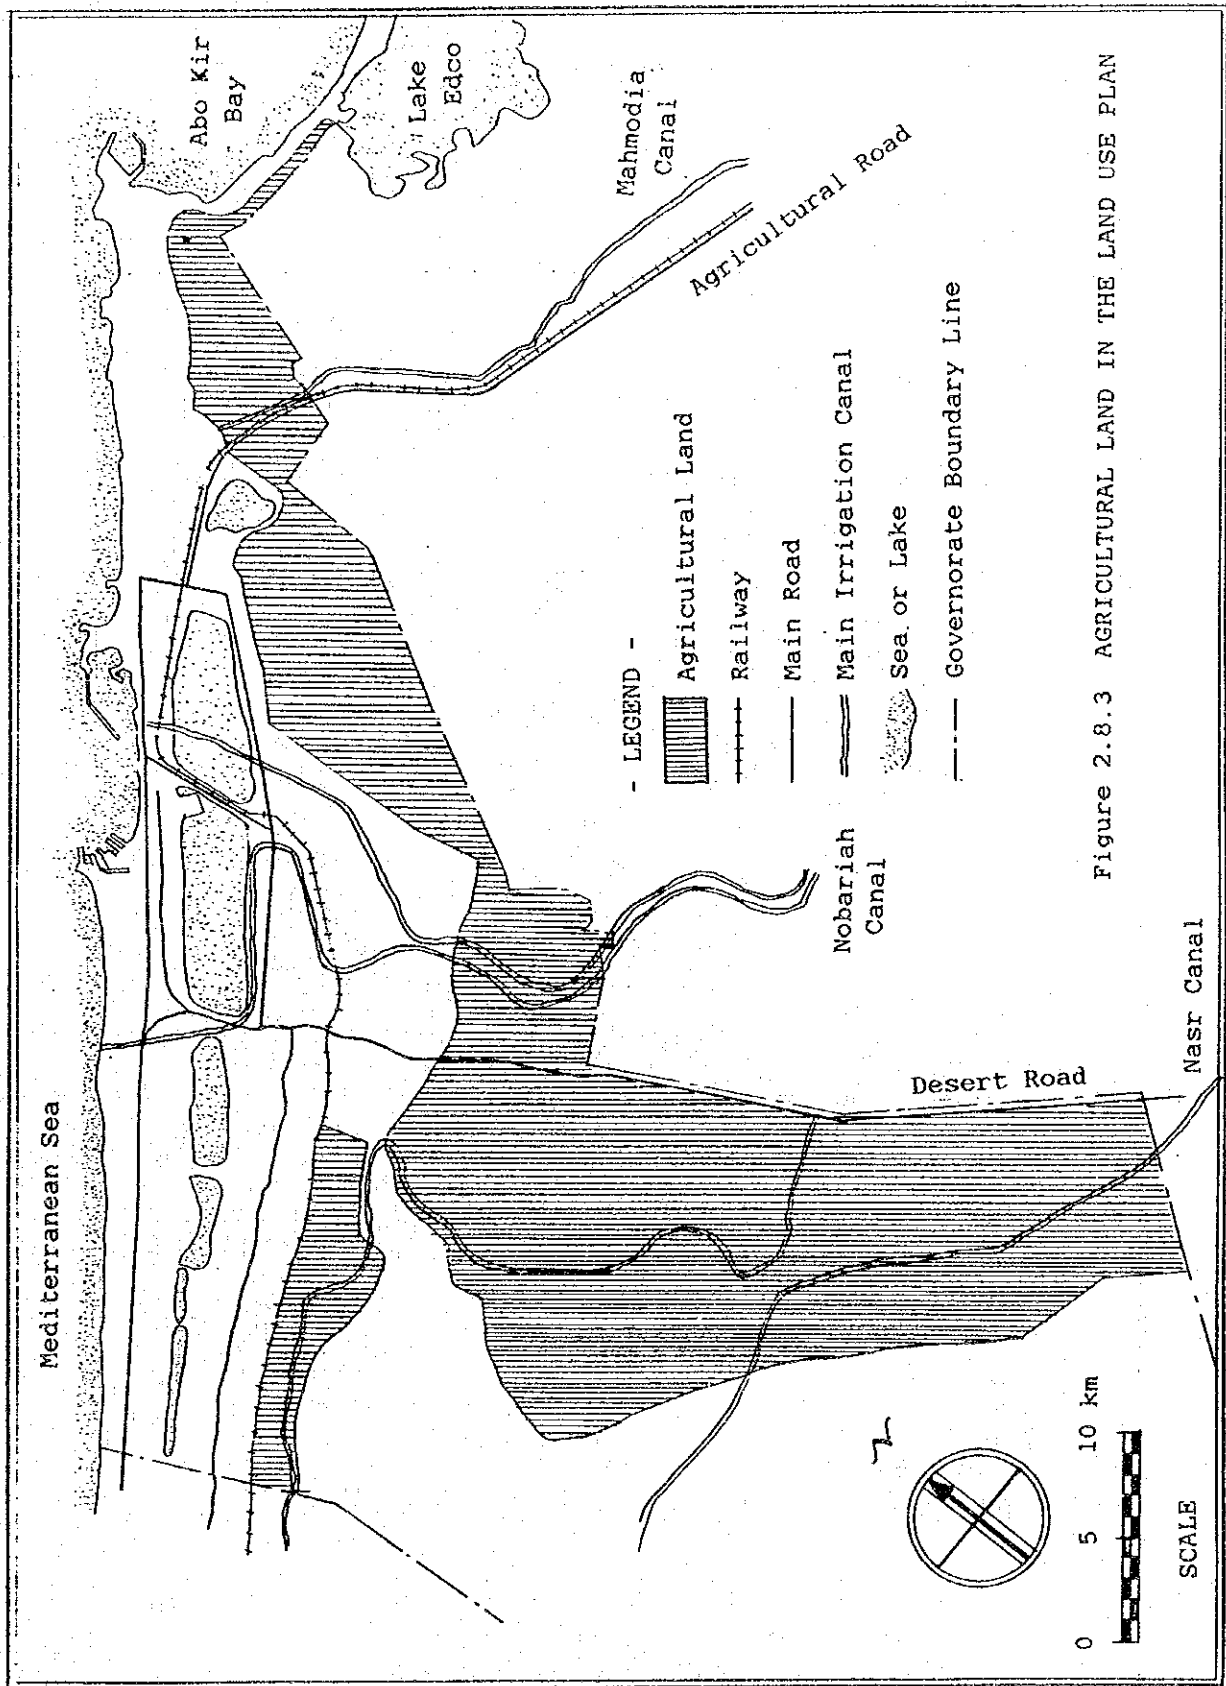 Mediterranean Sea
Abo Kir
Bay
Lake
Edco
Mahmodia
Canal
Agricultural Road
- LEGEND -
Agricultural Land
Railway
Main Road
Main Irrigation Canal
Sea or Lake
Governorate Boundary Line
Nobariah
Canal
Desert Road
Nasr Canal
N
0 5 10 km
SCALE
Figure 2.8.3 AGRICULTURAL LAND IN THE LAND USE PLAN